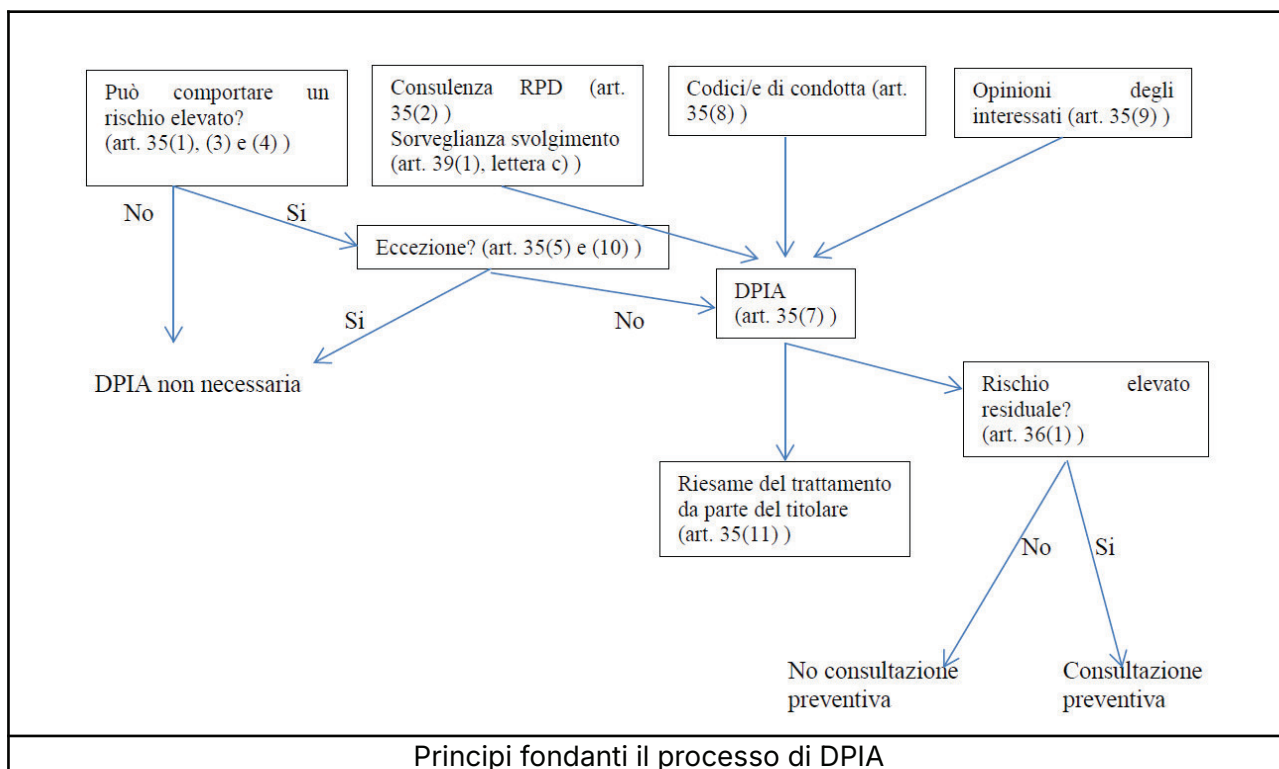 Può comportare un
rischio elevato?
(art. 35(1), (3) e (4) )
Consulenza RPD (art.
35(2) )
Sorveglianza svolgimento
(art. 39(1), lettera c) )
Codici/e di condotta (art.
35(8) )
Opinioni degli
interessati (art. 35(9) )
No
Si
Eccezione? (art. 35(5) e (10) )
Si
No
DPIA
(art. 35(7) )
DPIA non necessaria
Rischio elevato
residuale?
(art. 36(1) )
Riesame del trattamento
da parte del titolare
(art. 35(11) )
No
Si
No consultazione
preventiva
Consultazione
preventiva
Principi fondanti il processo di DPIA